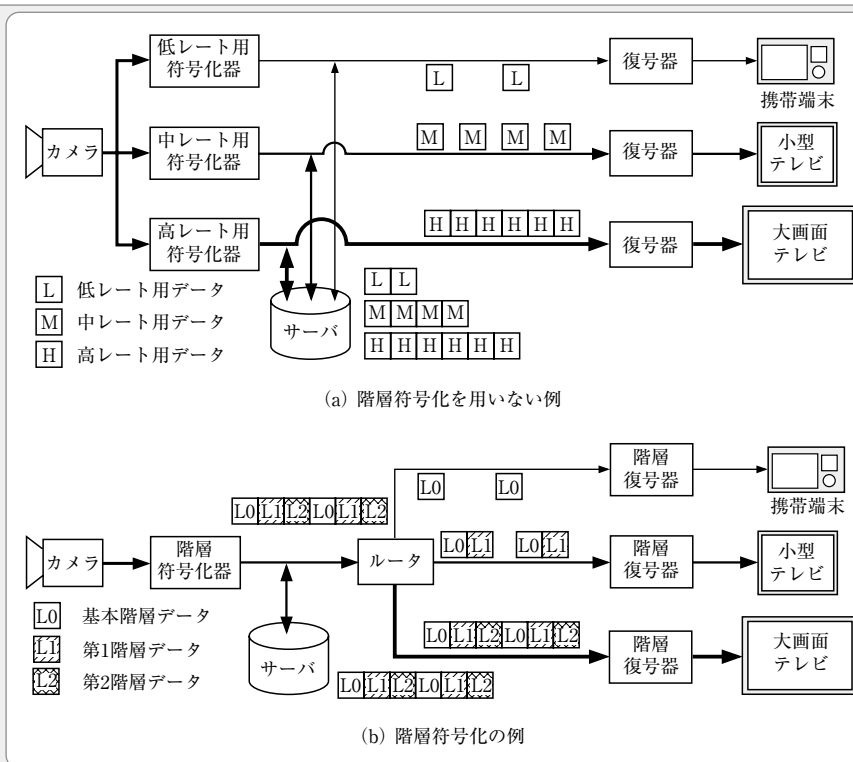 低レート用
符号化器
L L
復号器
携帯端末
カメラ
中レート用
符号化器
M M M M
復号器
小型
テレビ
高レート用
符号化器
H H H H H H
復号器
大画面
テレビ
L 低レート用データ
M 中レート用データ
H 高レート用データ
サーバ
L L
M M M M
H H H H H H
(a) 階層符号化を用いない例
L0 L1 L2 L0 L1 L2
L0 L0
階層
復号器
携帯端末
カメラ
階層
符号化器
ルータ
L0 L1 L0 L1
階層
復号器
小型
テレビ
L0 基本階層データ
L1 第1階層データ
L2 第2階層データ
サーバ
L0 L1 L2 L0 L1 L2
L0 L1 L2 L0 L1 L2
階層
復号器
大画面
テレビ
(b) 階層符号化の例